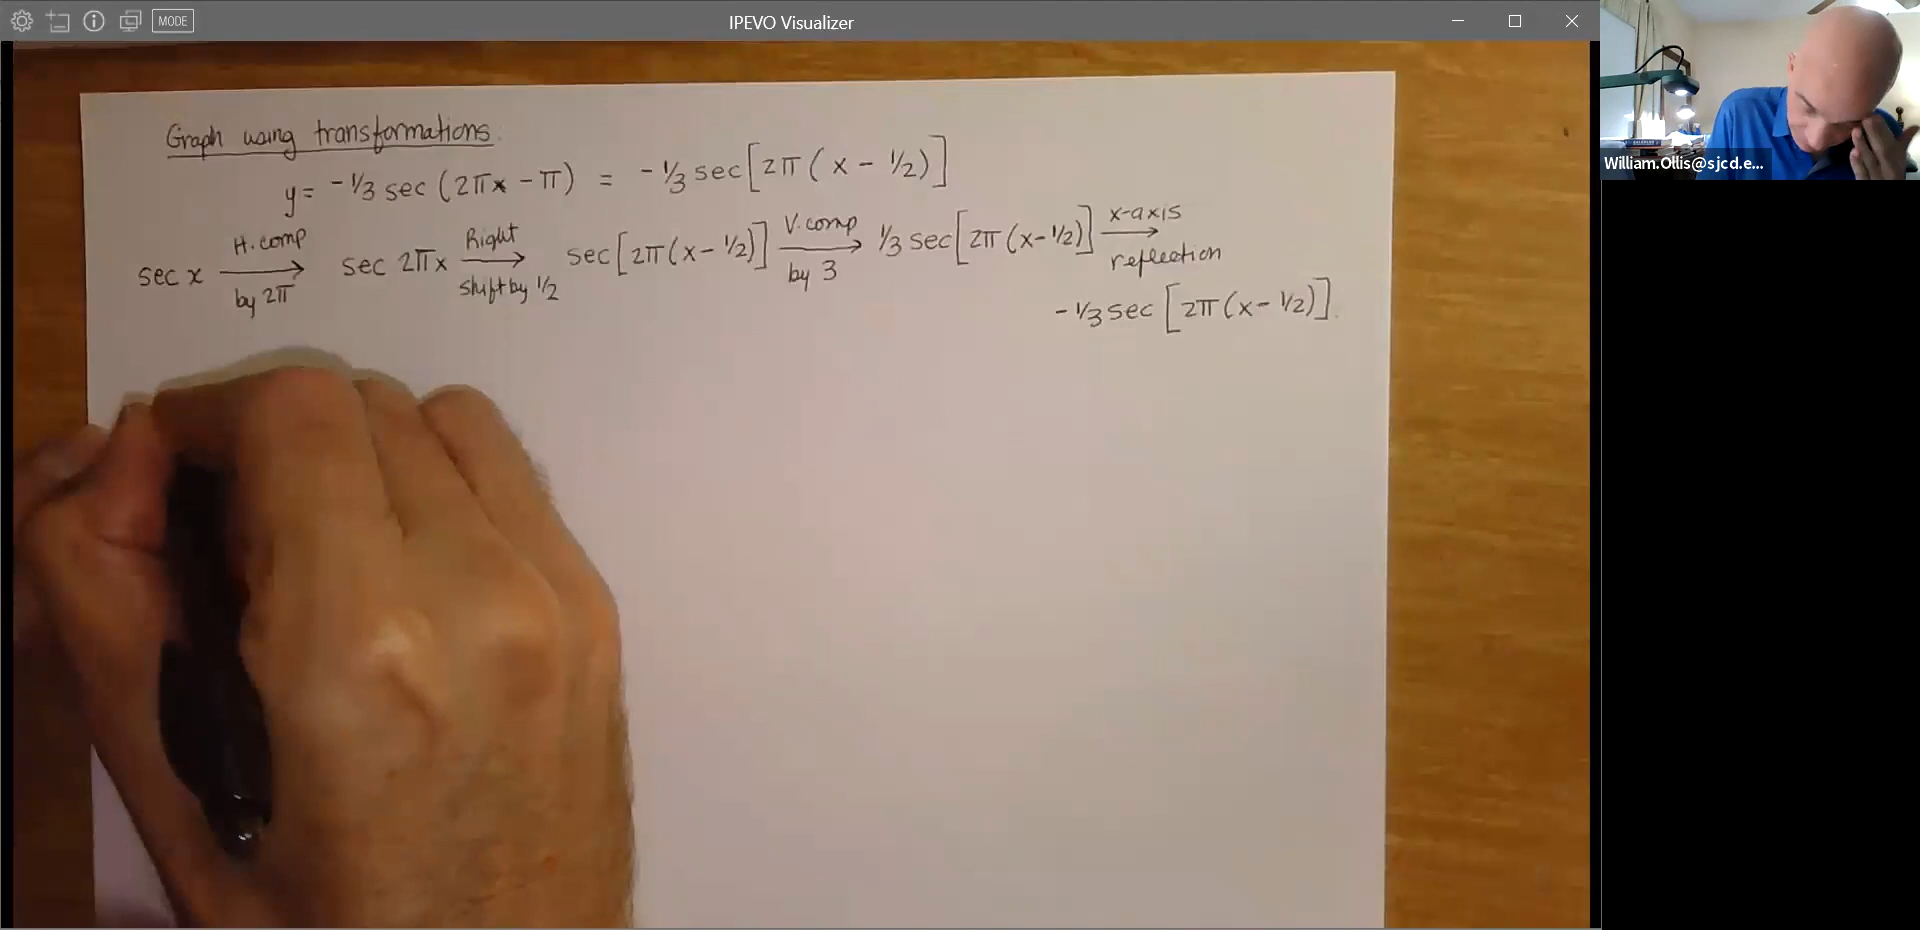 MODE
IPEVO Visualizer
William.Ollis@sjcd.e...
Graph using transformations.
y = -1/3 sec (2πx - π) = -1/3 sec[2π(x - 1/2)]
sec x H. comp by 2π → sec 2πx Right shift by 1/2 → sec[2π(x - 1/2)] V. comp by 3 → 1/3 sec[2π(x - 1/2)] x-axis reflection →
-1/3 sec[2π(x - 1/2)].